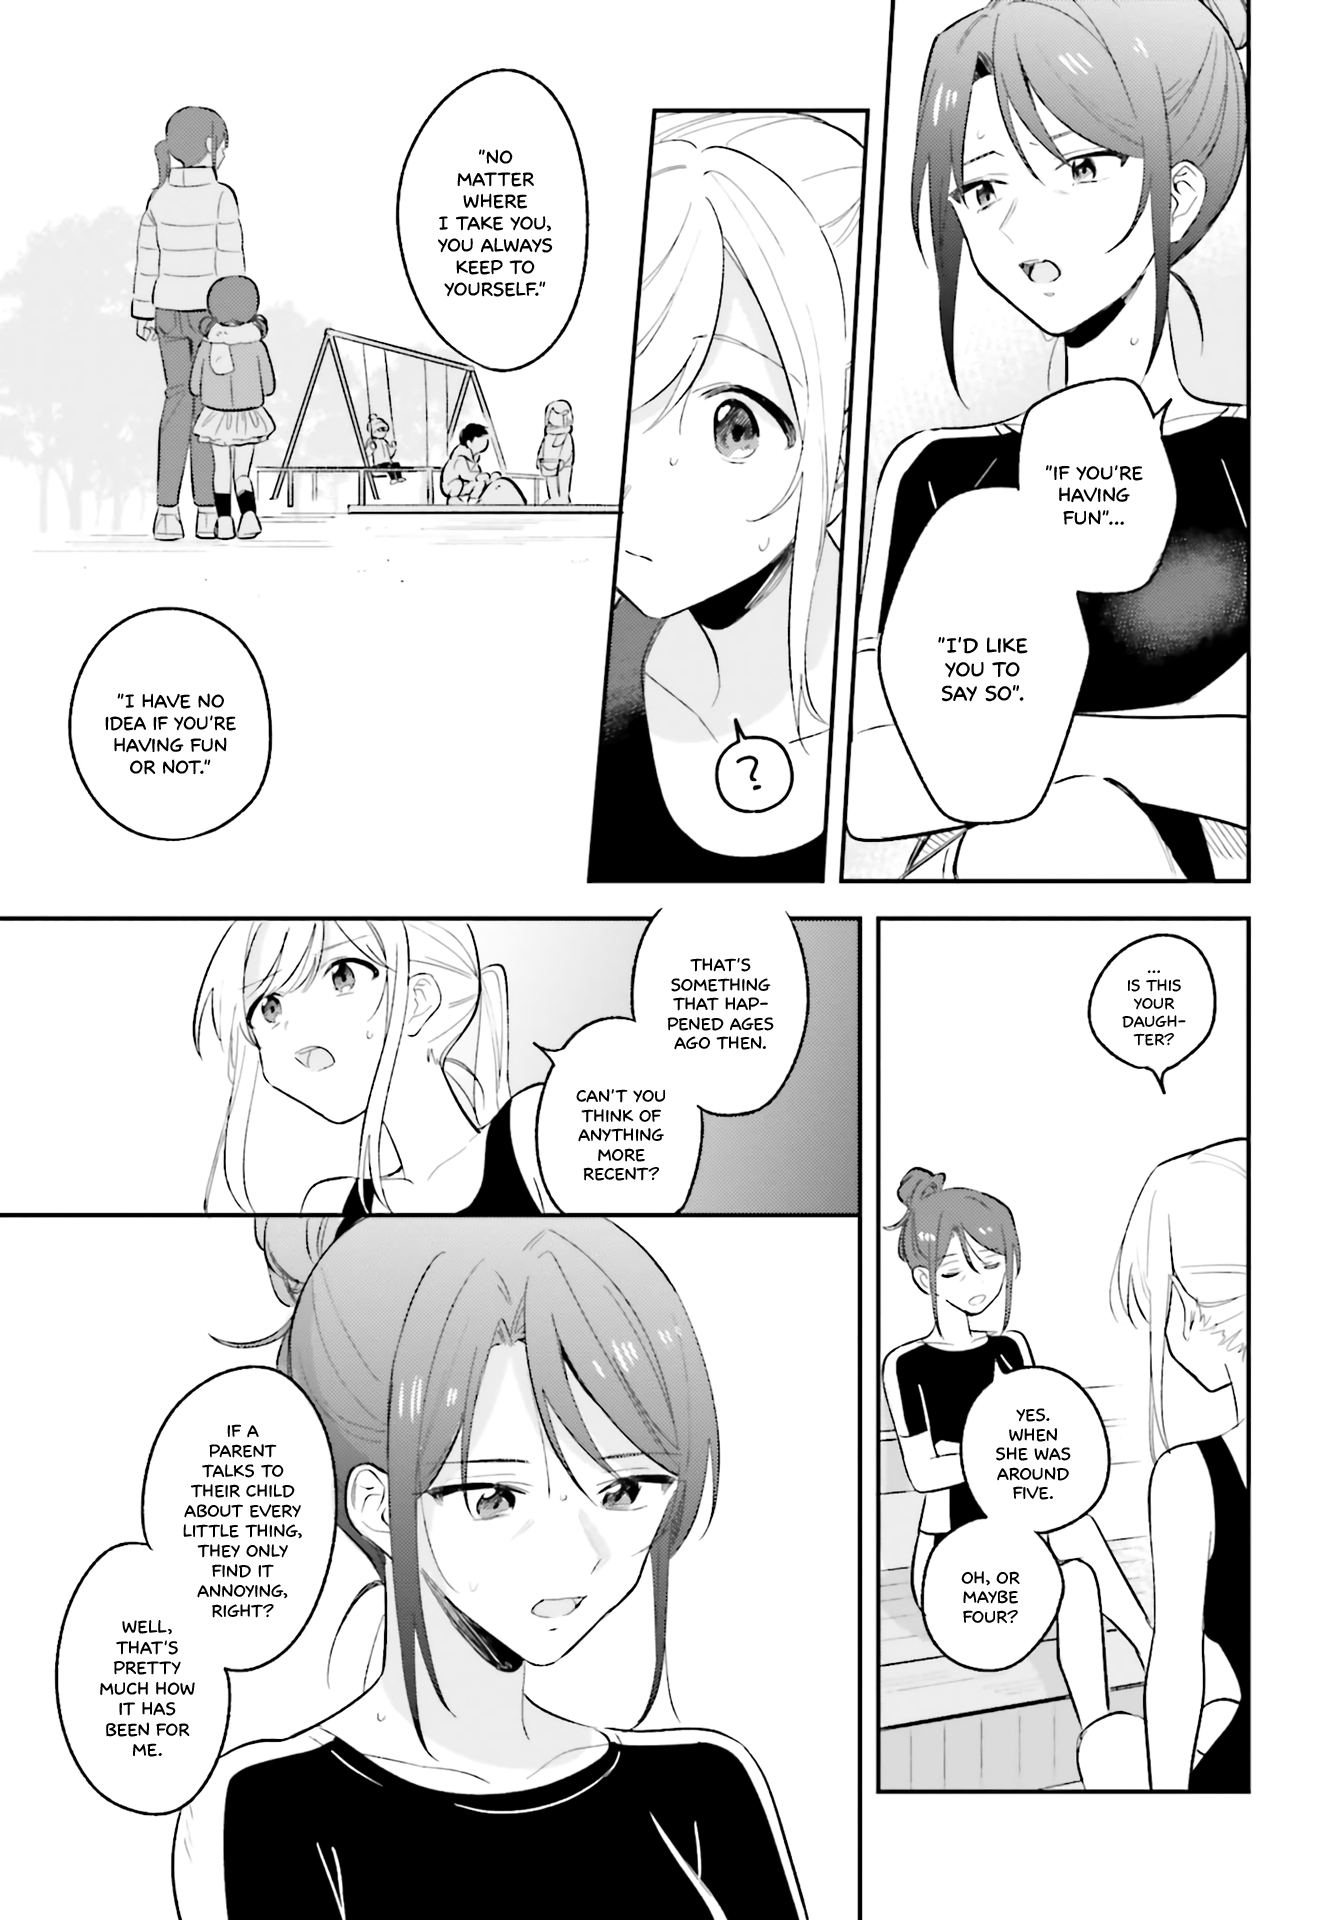 "IF YOU'RE
HAVING
FUN"...
"I'D LIKE
YOU TO
SAY SO".
?
"NO
MATTER
WHERE
I TAKE YOU,
YOU ALWAYS
KEEP TO
YOURSELF."
"I HAVE NO
IDEA IF YOU'RE
HAVING FUN
OR NOT."
...
IS THIS
YOUR
DAUGH-
TER?
YES.
WHEN
SHE WAS
AROUND
FIVE.
OH, OR
MAYBE
FOUR?
THAT'S
SOMETHING
THAT HAP-
PENED AGES
AGO THEN.
CAN'T YOU
THINK OF
ANYTHING
MORE
RECENT?
IF A
PARENT
TALKS TO
THEIR CHILD
ABOUT EVERY
LITTLE THING,
THEY ONLY
FIND IT
ANNOYING,
RIGHT?
WELL,
THAT'S
PRETTY
MUCH HOW
IT HAS
BEEN FOR
ME.